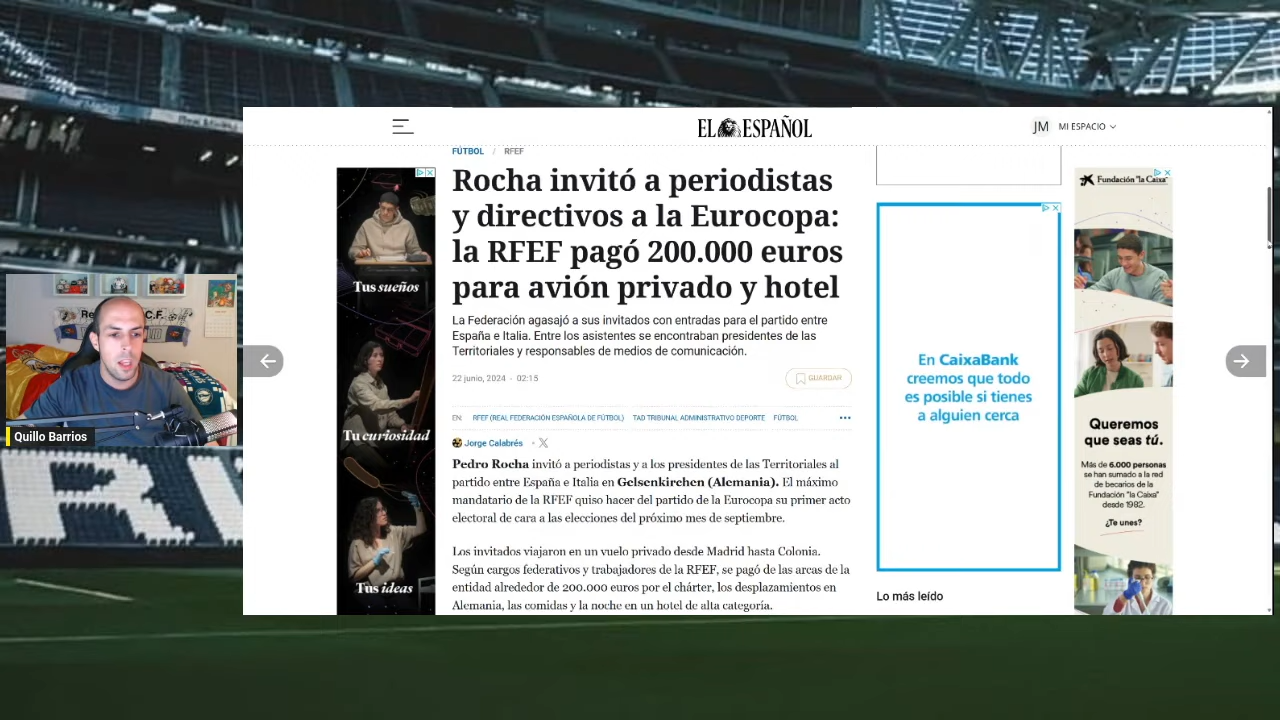 EL ESPAÑOL
JM MI ESPACIO
FÚTBOL / RFEF
Rocha invitó a periodistas
y directivos a la Eurocopa:
la RFEF pagó 200.000 euros
para avión privado y hotel
La Federación agasajó a sus invitados con entradas para el partido entre
España e Italia. Entre los asistentes se encontraban presidentes de las
Territoriales y responsables de medios de comunicación.
22 junio, 2024 - 02:15
GUARDAR
EN: RFEF (REAL FEDERACIÓN ESPAÑOLA DE FÚTBOL) TAD TRIBUNAL ADMINISTRATIVO DEPORTE FÚTBOL
Jorge Calabrés
Pedro Rocha invitó a periodistas y a los presidentes de las Territoriales al
partido entre España e Italia en Gelsenkirchen (Alemania). El máximo
mandatario de la RFEF quiso hacer del partido de la Eurocopa su primer acto
electoral de cara a las elecciones del próximo mes de septiembre.
Los invitados viajaron en un vuelo privado desde Madrid hasta Colonia.
Según cargos federativos y trabajadores de la RFEF, se pagó de las arcas de la
entidad alrededor de 200.000 euros por el chárter, los desplazamientos en
Alemania, las comidas y la noche en un hotel de alta categoría.
Tus sueños
Tu curiosidad
Tus ideas
En CaixaBank
creemos que todo
es posible si tienes
a alguien cerca
Lo más leído
Fundación "la Caixa"
Queremos
que seas tú.
Más de 6.000 personas
se han sumado a la red
de becarios de la
Fundación "la Caixa"
desde 1982.
¿Te unes?
Quillo Barrios